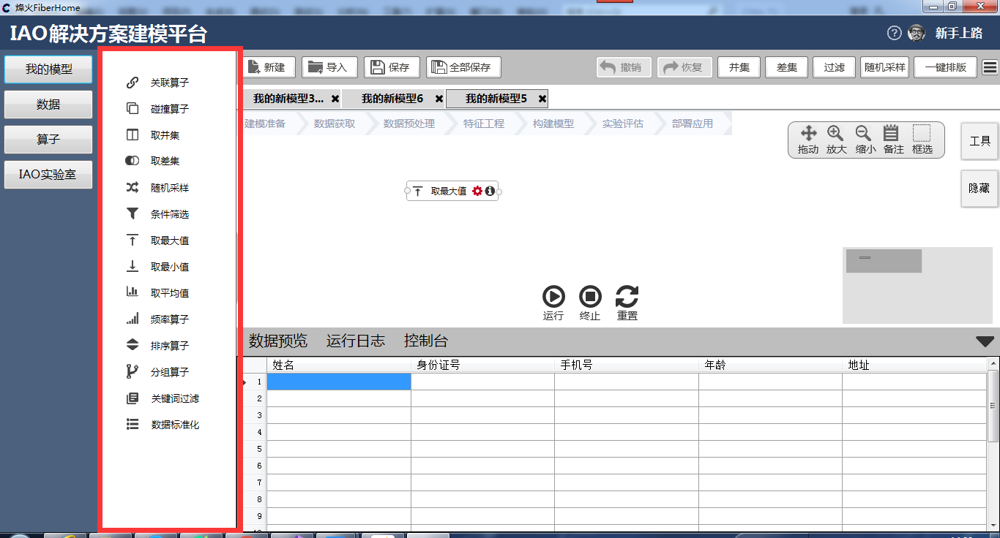 烽火FiberHome
IAO解决方案建模平台
新手上路
我的模型
数据
算子
IAO实验室
关联算子
碰撞算子
取并集
取差集
随机采样
条件筛选
取最大值
取最小值
取平均值
频率算子
排序算子
分组算子
关键词过滤
数据标准化
新建 导入 保存 全部保存 撤销 恢复 并集 差集 过滤 随机采样 一键排版
我的新模型3... 我的新模型6 我的新模型5
建模准备 数据获取 数据预处理 特征工程 构建模型 实验评估 部署应用
拖动 放大 缩小 备注 框选
工具
隐藏
取最大值
运行 终止 重置
数据预览 运行日志 控制台
姓名 身份证号 手机号 年龄 地址
1
2
3
4
5
6
7
8
9